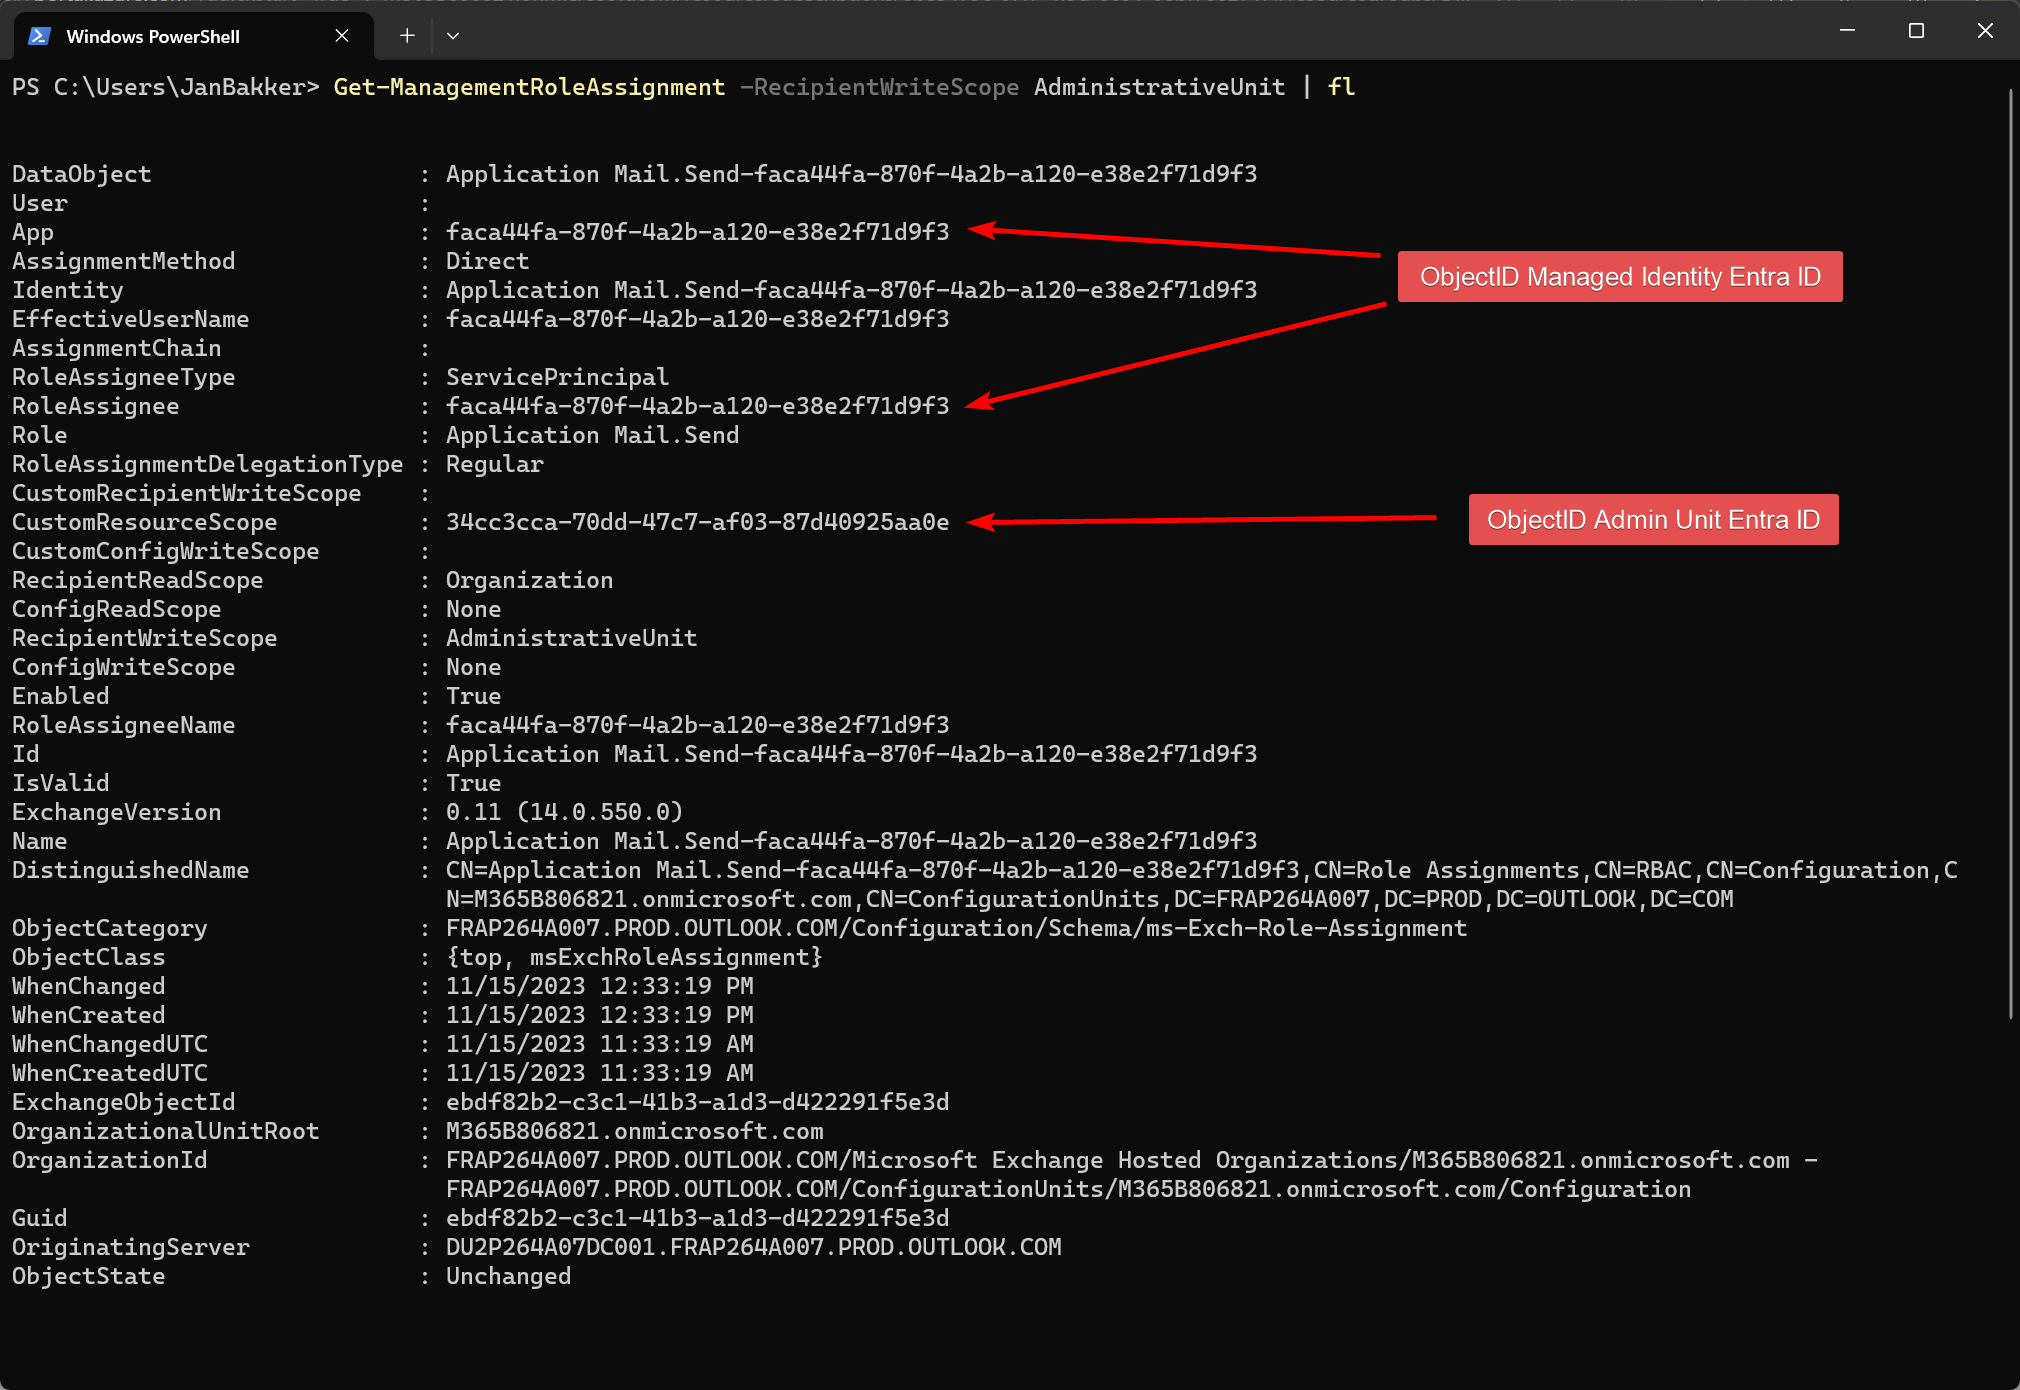 Windows PowerShell
PS C:\Users\JanBakker> Get-ManagementRoleAssignment -RecipientWriteScope AdministrativeUnit | fl
DataObject : Application Mail.Send-faca44fa-870f-4a2b-a120-e38e2f71d9f3
User :
App : faca44fa-870f-4a2b-a120-e38e2f71d9f3
AssignmentMethod : Direct
ObjectID Managed Identity Entra ID
Identity : Application Mail.Send-faca44fa-870f-4a2b-a120-e38e2f71d9f3
EffectiveUserName : faca44fa-870f-4a2b-a120-e38e2f71d9f3
AssignmentChain :
RoleAssigneeType : ServicePrincipal
RoleAssignee : faca44fa-870f-4a2b-a120-e38e2f71d9f3
Role : Application Mail.Send
RoleAssignmentDelegationType : Regular
CustomRecipientWriteScope :
CustomResourceScope : 34cc3cca-70dd-47c7-af03-87d40925aa0e
ObjectID Admin Unit Entra ID
CustomConfigWriteScope :
RecipientReadScope : Organization
ConfigReadScope : None
RecipientWriteScope : AdministrativeUnit
ConfigWriteScope : None
Enabled : True
RoleAssigneeName : faca44fa-870f-4a2b-a120-e38e2f71d9f3
Id : Application Mail.Send-faca44fa-870f-4a2b-a120-e38e2f71d9f3
IsValid : True
ExchangeVersion : 0.11 (14.0.550.0)
Name : Application Mail.Send-faca44fa-870f-4a2b-a120-e38e2f71d9f3
DistinguishedName : CN=Application Mail.Send-faca44fa-870f-4a2b-a120-e38e2f71d9f3,CN=Role Assignments,CN=RBAC,CN=Configuration,C
N=M365B806821.onmicrosoft.com,CN=ConfigurationUnits,DC=FRAP264A007,DC=PROD,DC=OUTLOOK,DC=COM
ObjectCategory : FRAP264A007.PROD.OUTLOOK.COM/Configuration/Schema/ms-Exch-Role-Assignment
ObjectClass : {top, msExchRoleAssignment}
WhenChanged : 11/15/2023 12:33:19 PM
WhenCreated : 11/15/2023 12:33:19 PM
WhenChangedUTC : 11/15/2023 11:33:19 AM
WhenCreatedUTC : 11/15/2023 11:33:19 AM
ExchangeObjectId : ebdf82b2-c3c1-41b3-a1d3-d422291f5e3d
OrganizationalUnitRoot : M365B806821.onmicrosoft.com
OrganizationId : FRAP264A007.PROD.OUTLOOK.COM/Microsoft Exchange Hosted Organizations/M365B806821.onmicrosoft.com -
FRAP264A007.PROD.OUTLOOK.COM/ConfigurationUnits/M365B806821.onmicrosoft.com/Configuration
Guid : ebdf82b2-c3c1-41b3-a1d3-d422291f5e3d
OriginatingServer : DU2P264A07DC001.FRAP264A007.PROD.OUTLOOK.COM
ObjectState : Unchanged